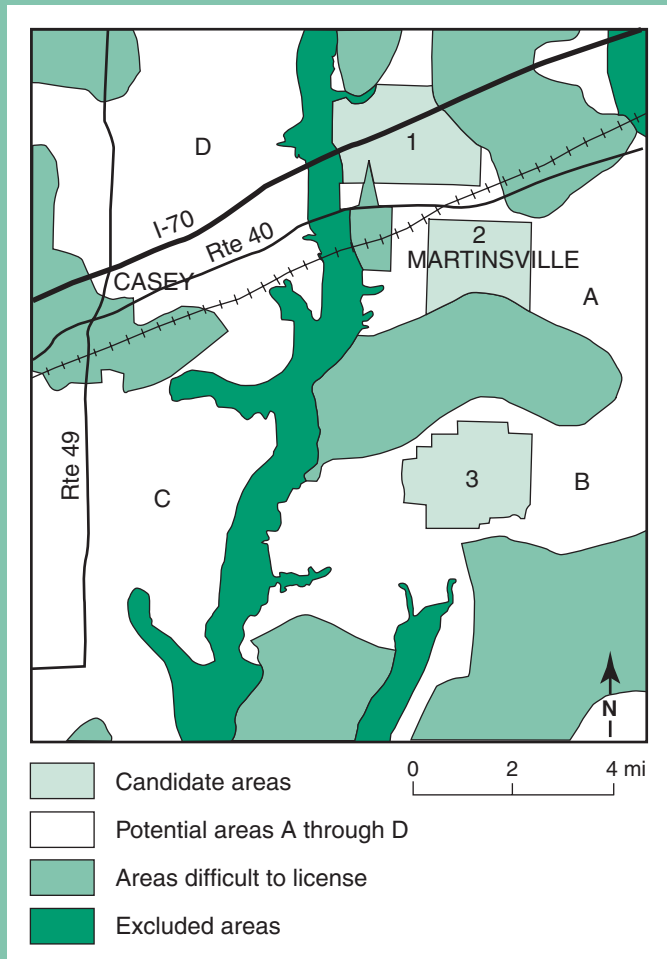 D
1
I-70
Rte 40
2
CASEY
MARTINSVILLE
A
Rte 49
C
3
B
N
Candidate areas
0 2 4 mi
Potential areas A through D
Areas difficult to license
Excluded areas